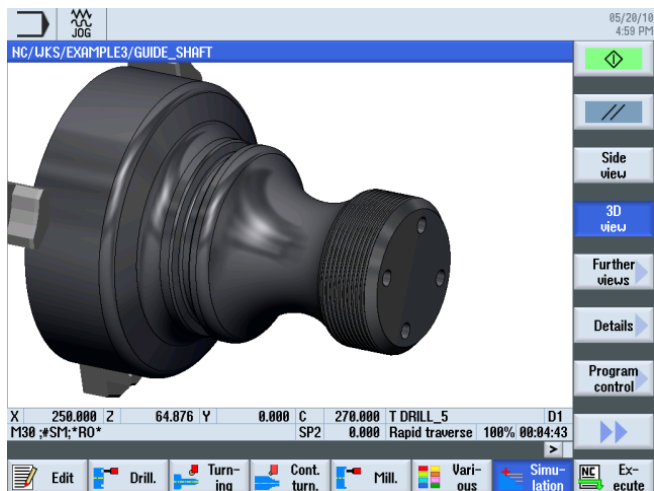 JOG
05/20/10
4:59 PM
NC/WKS/EXAMPLE3/GUIDE_SHAFT
Side
view
3D
view
Further
views
Details
Program
control
X 250.000 Z 64.076 Y 0.000 C 270.000 T DRILL_5 D1
M30 ;#SM;*RO* SP2 0.000 Rapid traverse 100% 00:04:43
>
Edit
Drill.
Turn-
ing
Cont.
turn.
Mill.
Vari-
ous
Simu-
lation
NC
Ex-
ecute